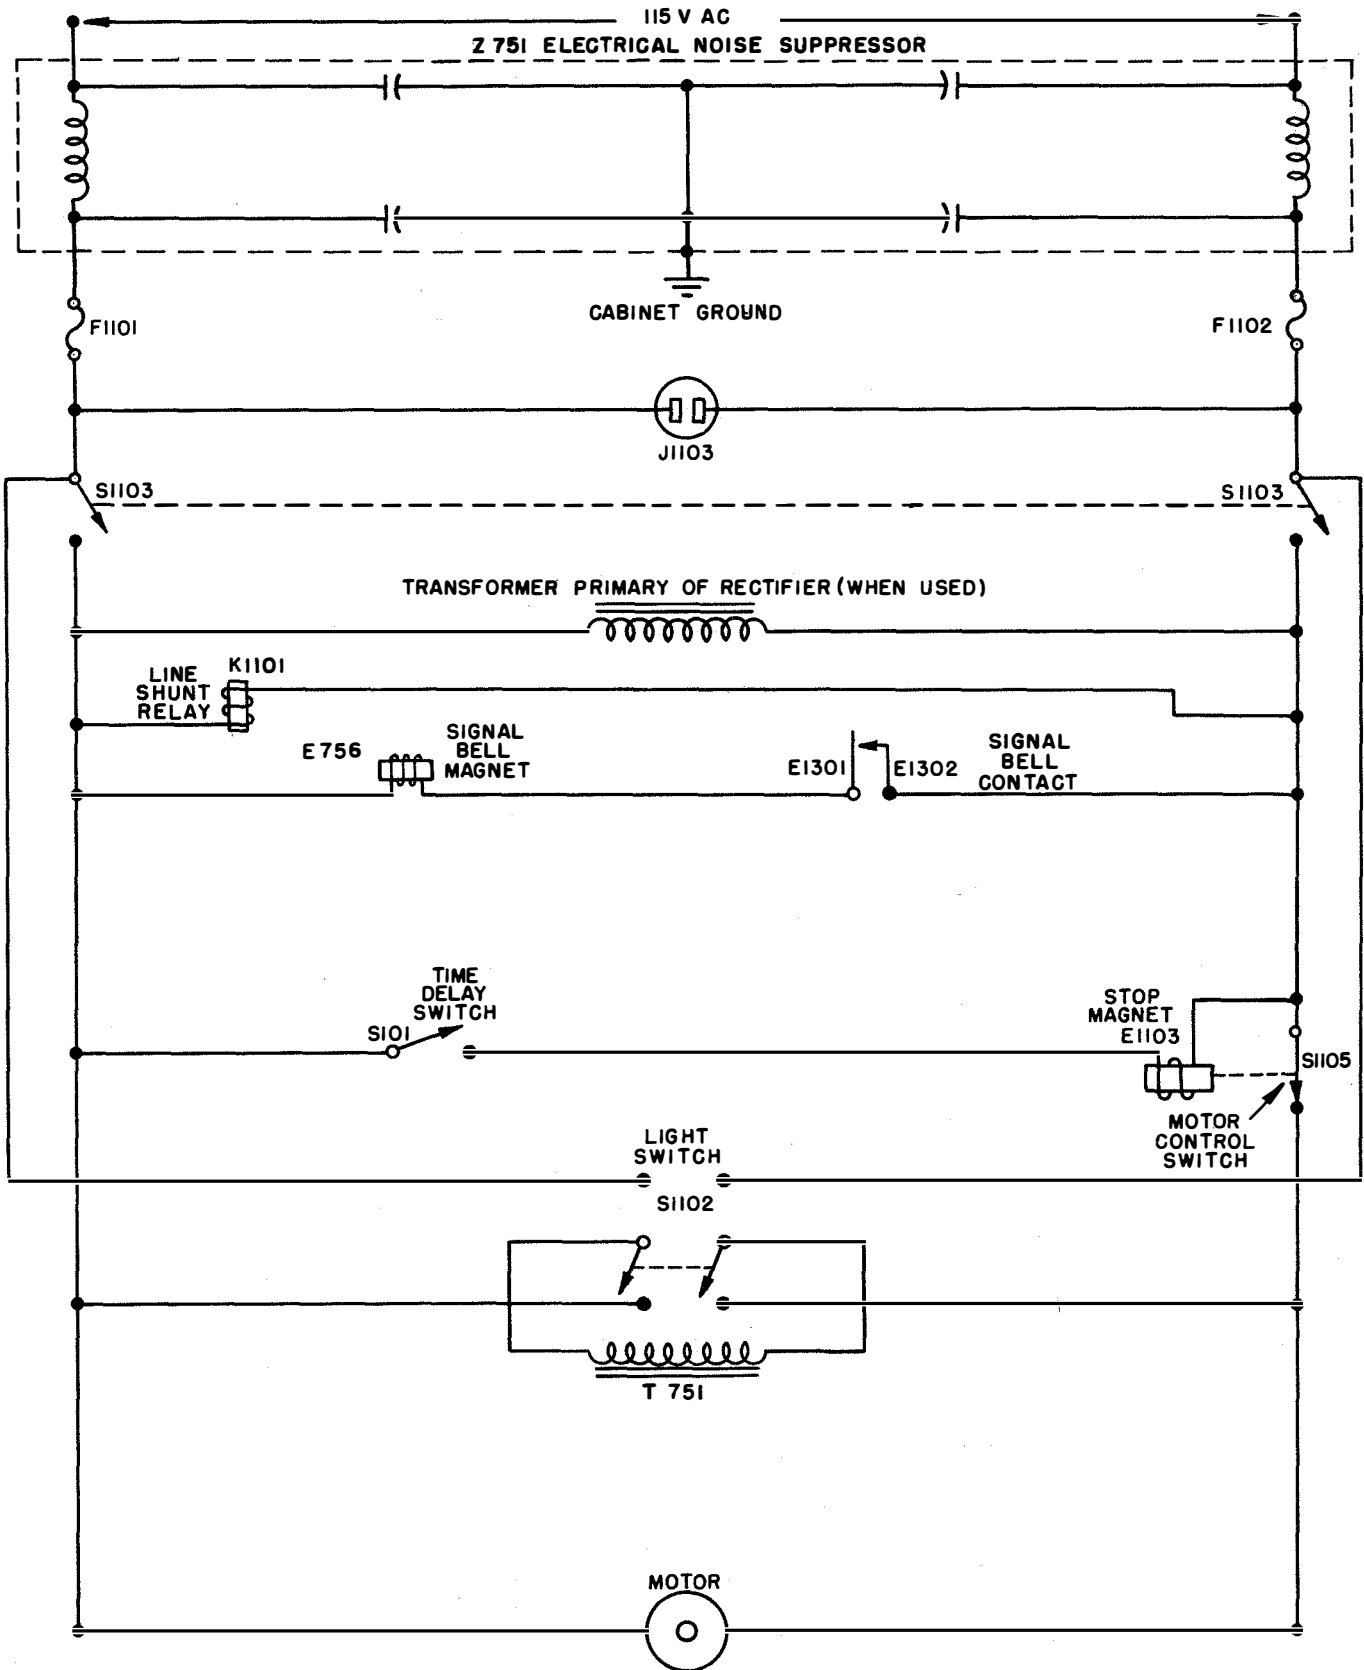 115 V AC
Z 751 ELECTRICAL NOISE SUPPRESSOR
CABINET GROUND
F1101
F1102
J1103
S1103
S1103
TRANSFORMER PRIMARY OF RECTIFIER (WHEN USED)
K1101
LINE
SHUNT
RELAY
E 756
SIGNAL
BELL
MAGNET
E1301
E1302
SIGNAL
BELL
CONTACT
TIME
DELAY
SWITCH
S101
STOP
MAGNET
E1103
S1105
MOTOR
CONTROL
SWITCH
LIGHT
SWITCH
S1102
T 751
MOTOR